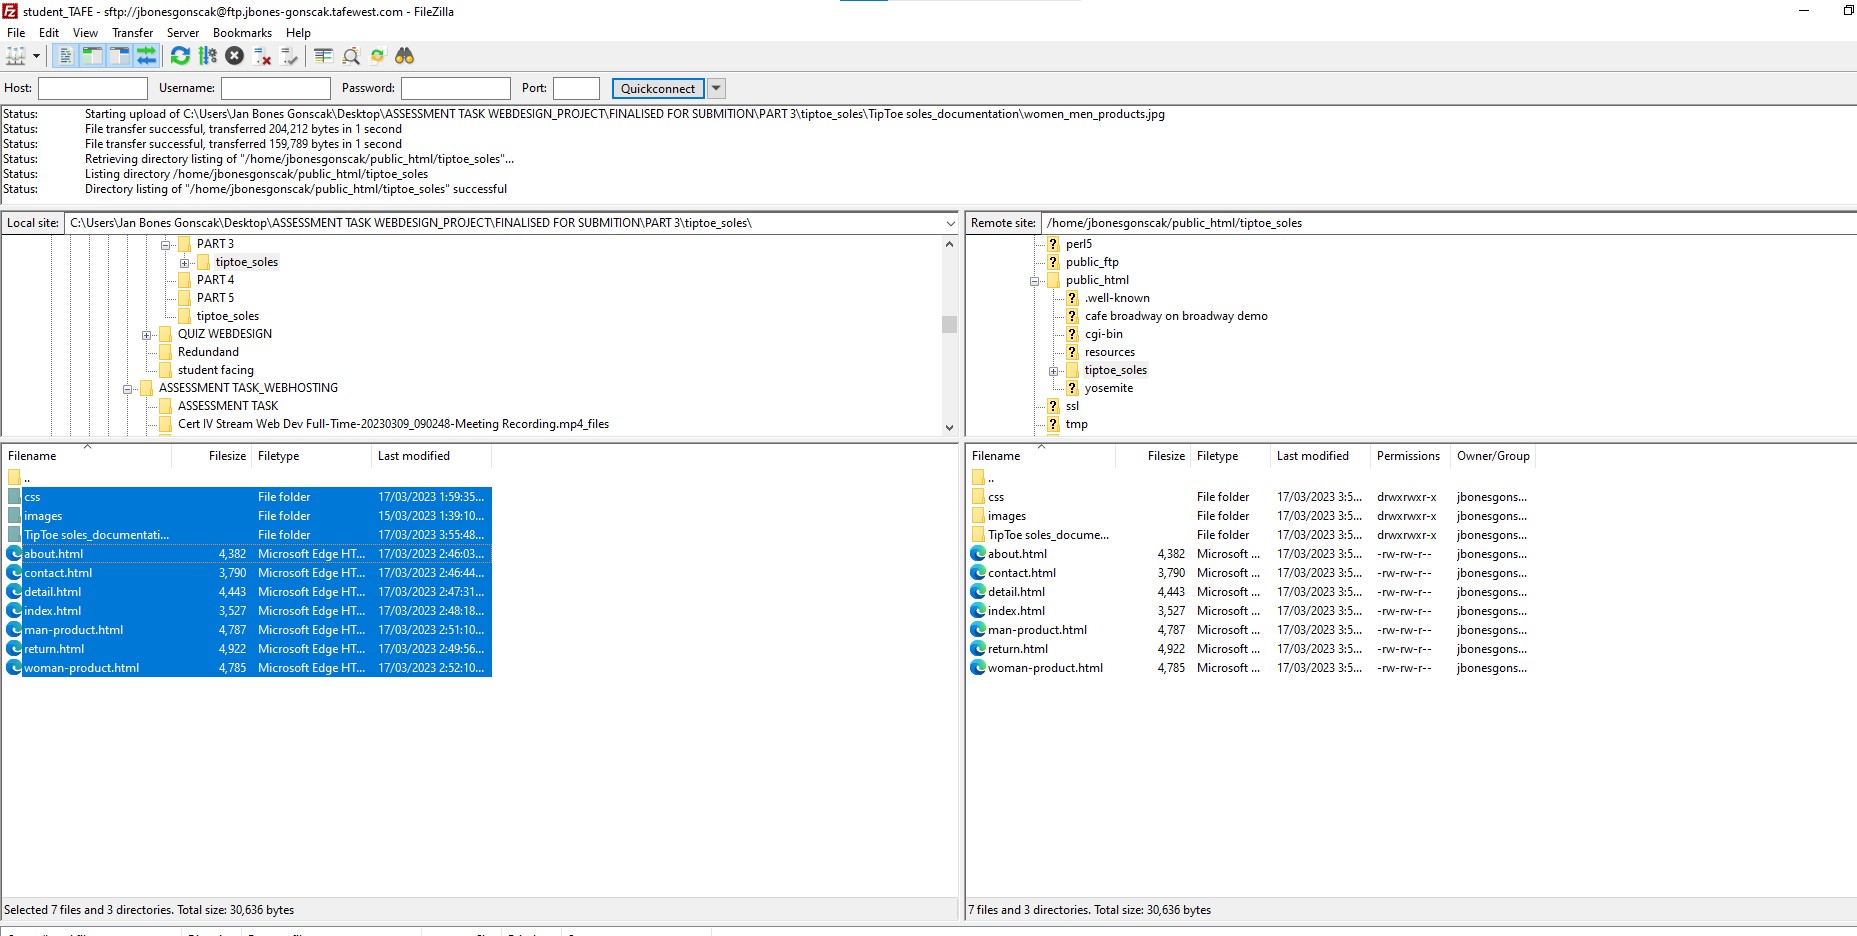 student_TAFE - sftp://jbonesgonscak@ftp.jbones-gonscak.tafewest.com - FileZilla
File Edit View Transfer Server Bookmarks Help
Host: Username: Password: Port: Quickconnect
Status: Starting upload of C:\Users\Jan Bones Gonscak\Desktop\ASSESSMENT TASK WEBDESIGN_PROJECT\FINALISED FOR SUBMITION\PART 3\tiptoe_soles\TipToe soles_documentation\women_men_products.jpg
Status: File transfer successful, transferred 204,212 bytes in 1 second
Status: File transfer successful, transferred 159,789 bytes in 1 second
Status: Retrieving directory listing of "/home/jbonesgonscak/public_html/tiptoe_soles"...
Status: Listing directory /home/jbonesgonscak/public_html/tiptoe_soles
Status: Directory listing of "/home/jbonesgonscak/public_html/tiptoe_soles" successful
Local site: C:\Users\Jan Bones Gonscak\Desktop\ASSESSMENT TASK WEBDESIGN_PROJECT\FINALISED FOR SUBMITION\PART 3\tiptoe_soles\
PART 3
tiptoe_soles
PART 4
PART 5
tiptoe_soles
QUIZ WEBDESIGN
Redundand
student facing
ASSESSMENT TASK_WEBHOSTING
ASSESSMENT TASK
Cert IV Stream Web Dev Full-Time-20230309_090248-Meeting Recording.mp4_files
Filename Filesize Filetype Last modified
..
css File folder 17/03/2023 1:59:35...
images File folder 15/03/2023 1:39:10...
TipToe soles_documentati... File folder 17/03/2023 3:55:48...
about.html 4,382 Microsoft Edge HT... 17/03/2023 2:46:03...
contact.html 3,790 Microsoft Edge HT... 17/03/2023 2:46:44...
detail.html 4,443 Microsoft Edge HT... 17/03/2023 2:47:31...
index.html 3,527 Microsoft Edge HT... 17/03/2023 2:48:18...
man-product.html 4,787 Microsoft Edge HT... 17/03/2023 2:51:10...
return.html 4,922 Microsoft Edge HT... 17/03/2023 2:49:56...
woman-product.html 4,785 Microsoft Edge HT... 17/03/2023 2:52:10...
Selected 7 files and 3 directories. Total size: 30,636 bytes
Remote site: /home/jbonesgonscak/public_html/tiptoe_soles
perl5
public_ftp
public_html
.well-known
cafe broadway on broadway demo
cgi-bin
resources
tiptoe_soles
yosemite
ssl
tmp
Filename Filesize Filetype Last modified Permissions Owner/Group
..
css File folder 17/03/2023 3:5... drwxrwxr-x jbonesgons...
images File folder 17/03/2023 3:5... drwxrwxr-x jbonesgons...
TipToe soles_docume... File folder 17/03/2023 3:5... drwxrwxr-x jbonesgons...
about.html 4,382 Microsoft ... 17/03/2023 3:5... -rw-rw-r-- jbonesgons...
contact.html 3,790 Microsoft ... 17/03/2023 3:5... -rw-rw-r-- jbonesgons...
detail.html 4,443 Microsoft ... 17/03/2023 3:5... -rw-rw-r-- jbonesgons...
index.html 3,527 Microsoft ... 17/03/2023 3:5... -rw-rw-r-- jbonesgons...
man-product.html 4,787 Microsoft ... 17/03/2023 3:5... -rw-rw-r-- jbonesgons...
return.html 4,922 Microsoft ... 17/03/2023 3:5... -rw-rw-r-- jbonesgons...
woman-product.html 4,785 Microsoft ... 17/03/2023 3:5... -rw-rw-r-- jbonesgons...
7 files and 3 directories. Total size: 30,636 bytes